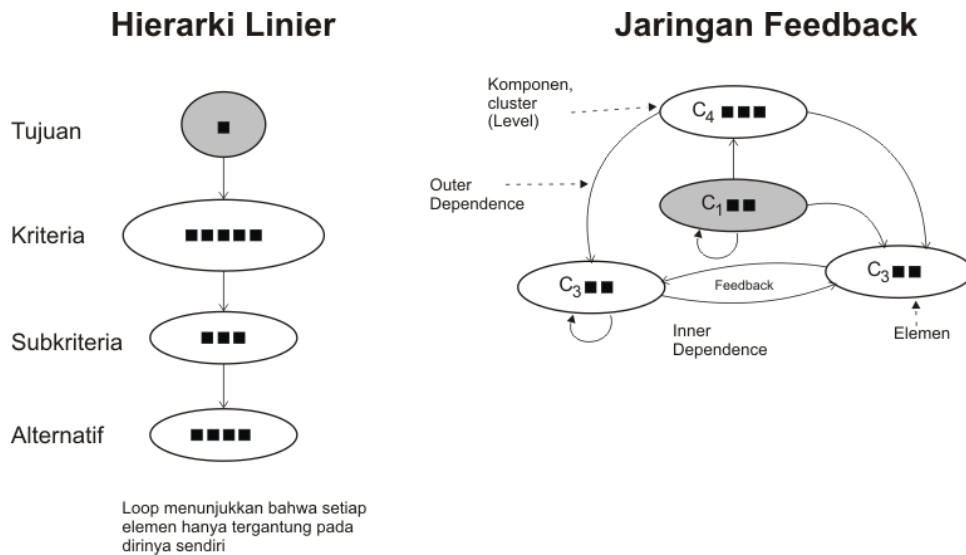 Hierarki Linier
Tujuan
Kriteria
Subkriteria
Alternatif
Loop menunjukkan bahwa setiap
elemen hanya tergantung pada
dirinya sendiri
Jaringan Feedback
Komponen,
cluster
(Level)
C4
Outer
Dependence
C1
C3
Feedback
C3
Inner
Dependence
Elemen